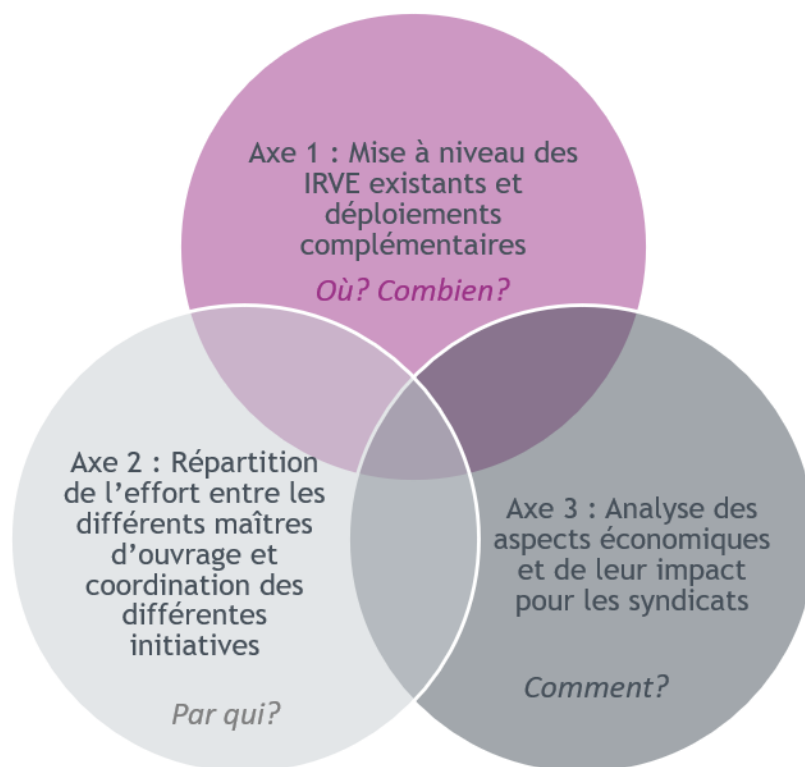 Axe 1 : Mise à niveau des
IRVE existants et
déploiements
complémentaires
Où? Combien?
Axe 2 : Répartition
de l'effort entre les
différents maîtres
d'ouvrage et
coordination des
différentes
initiatives
Par qui?
Axe 3 : Analyse des
aspects économiques
et de leur impact
pour les syndicats
Comment?